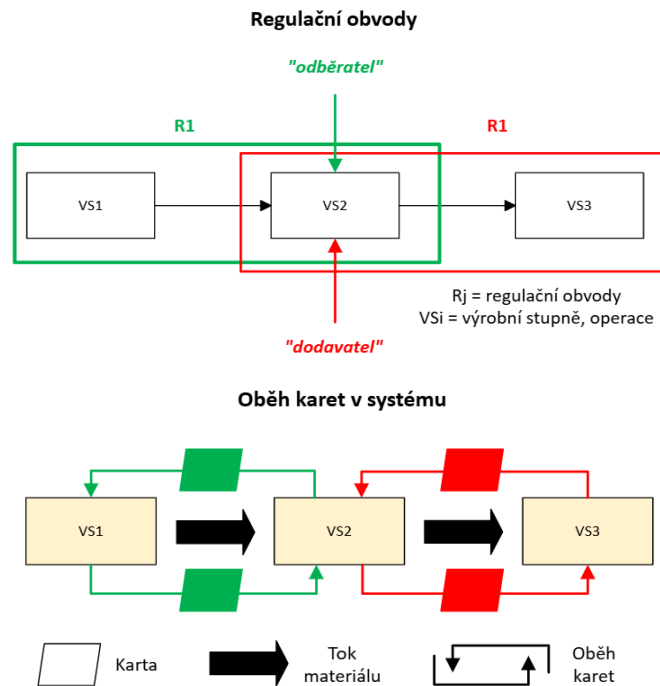 Regulační obvody
"odběratel"
R1
R1
VS1
VS2
VS3
Rj = regulační obvody
VSi = výrobní stupně, operace
"dodavatel"
Oběh karet v systému
VS1
VS2
VS3
Karta
Tok
materiálu
Oběh
karet